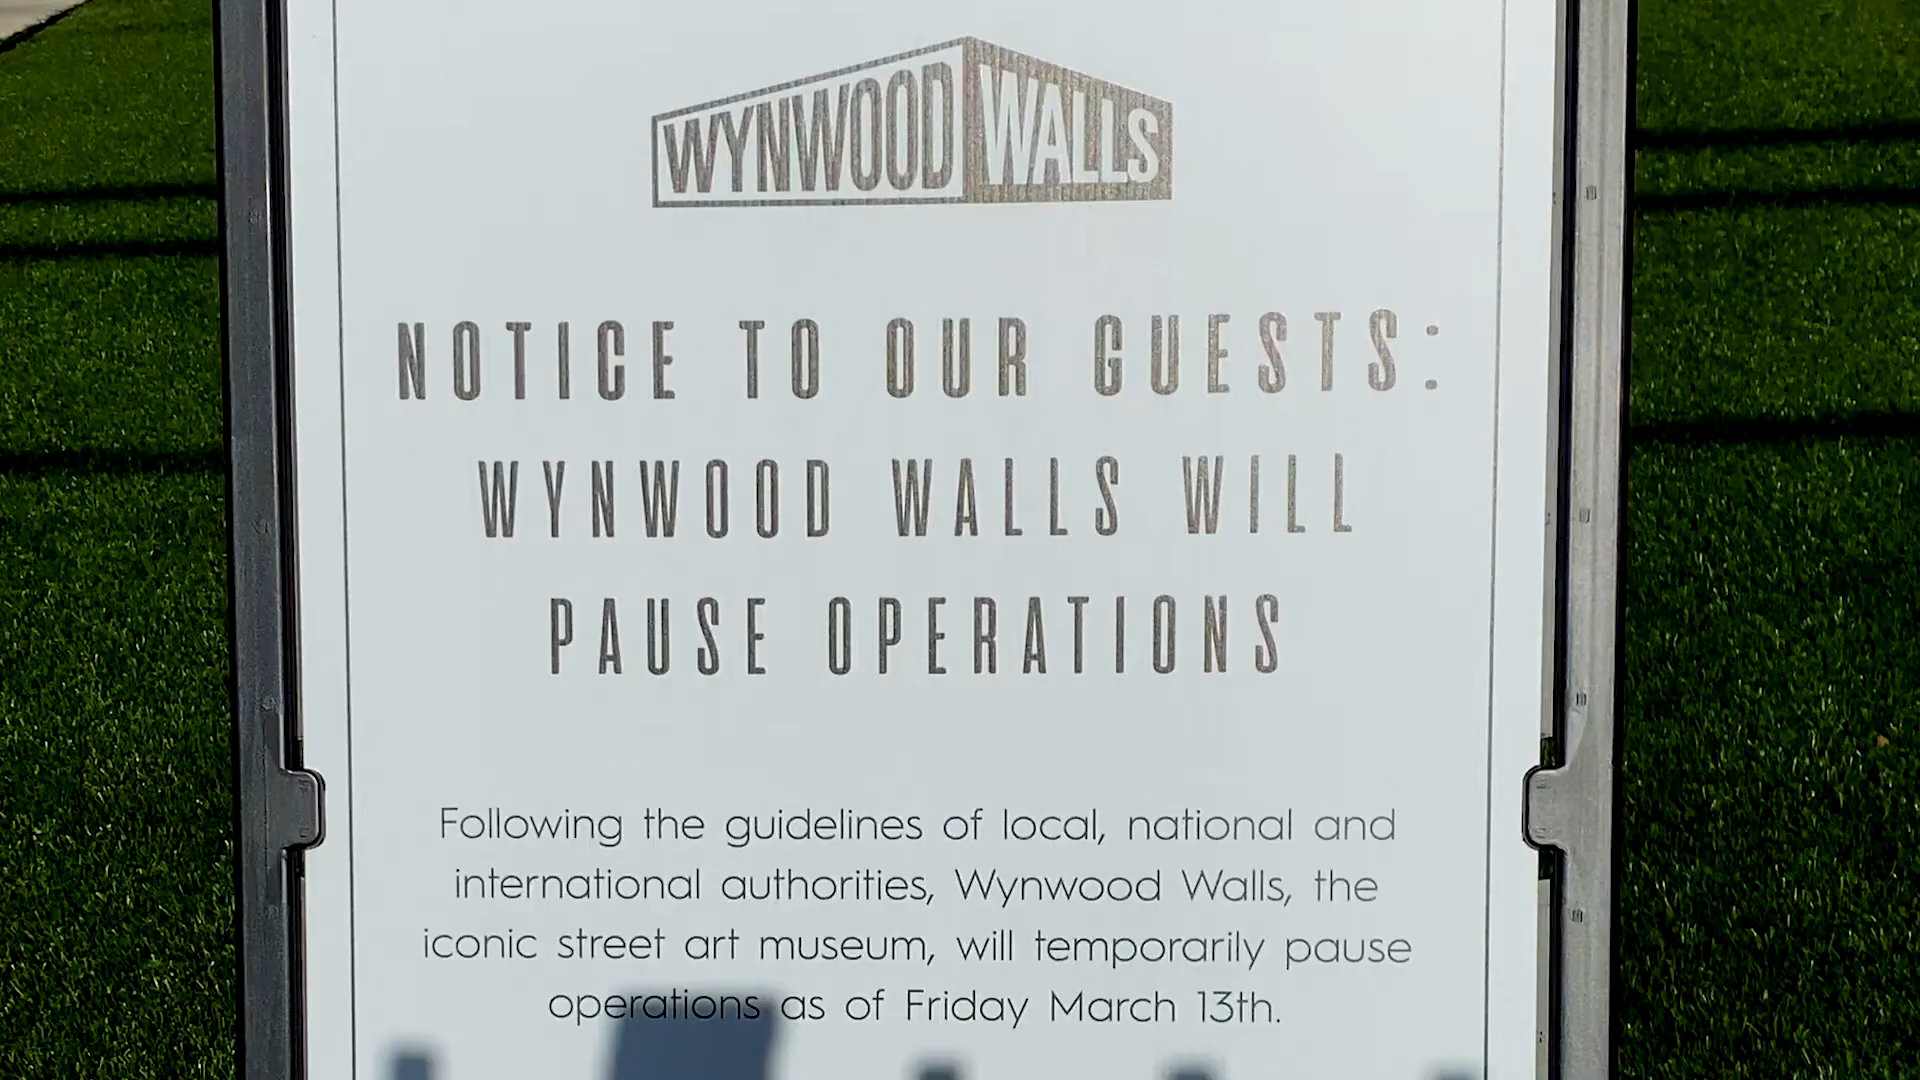 WYNWOOD WALLS
NOTICE TO OUR GUESTS:
WYNWOOD WALLS WILL
PAUSE OPERATIONS
Following the guidelines of local, national and
international authorities, Wynwood Walls, the
iconic street art museum, will temporarily pause
operations as of Friday March 13th.